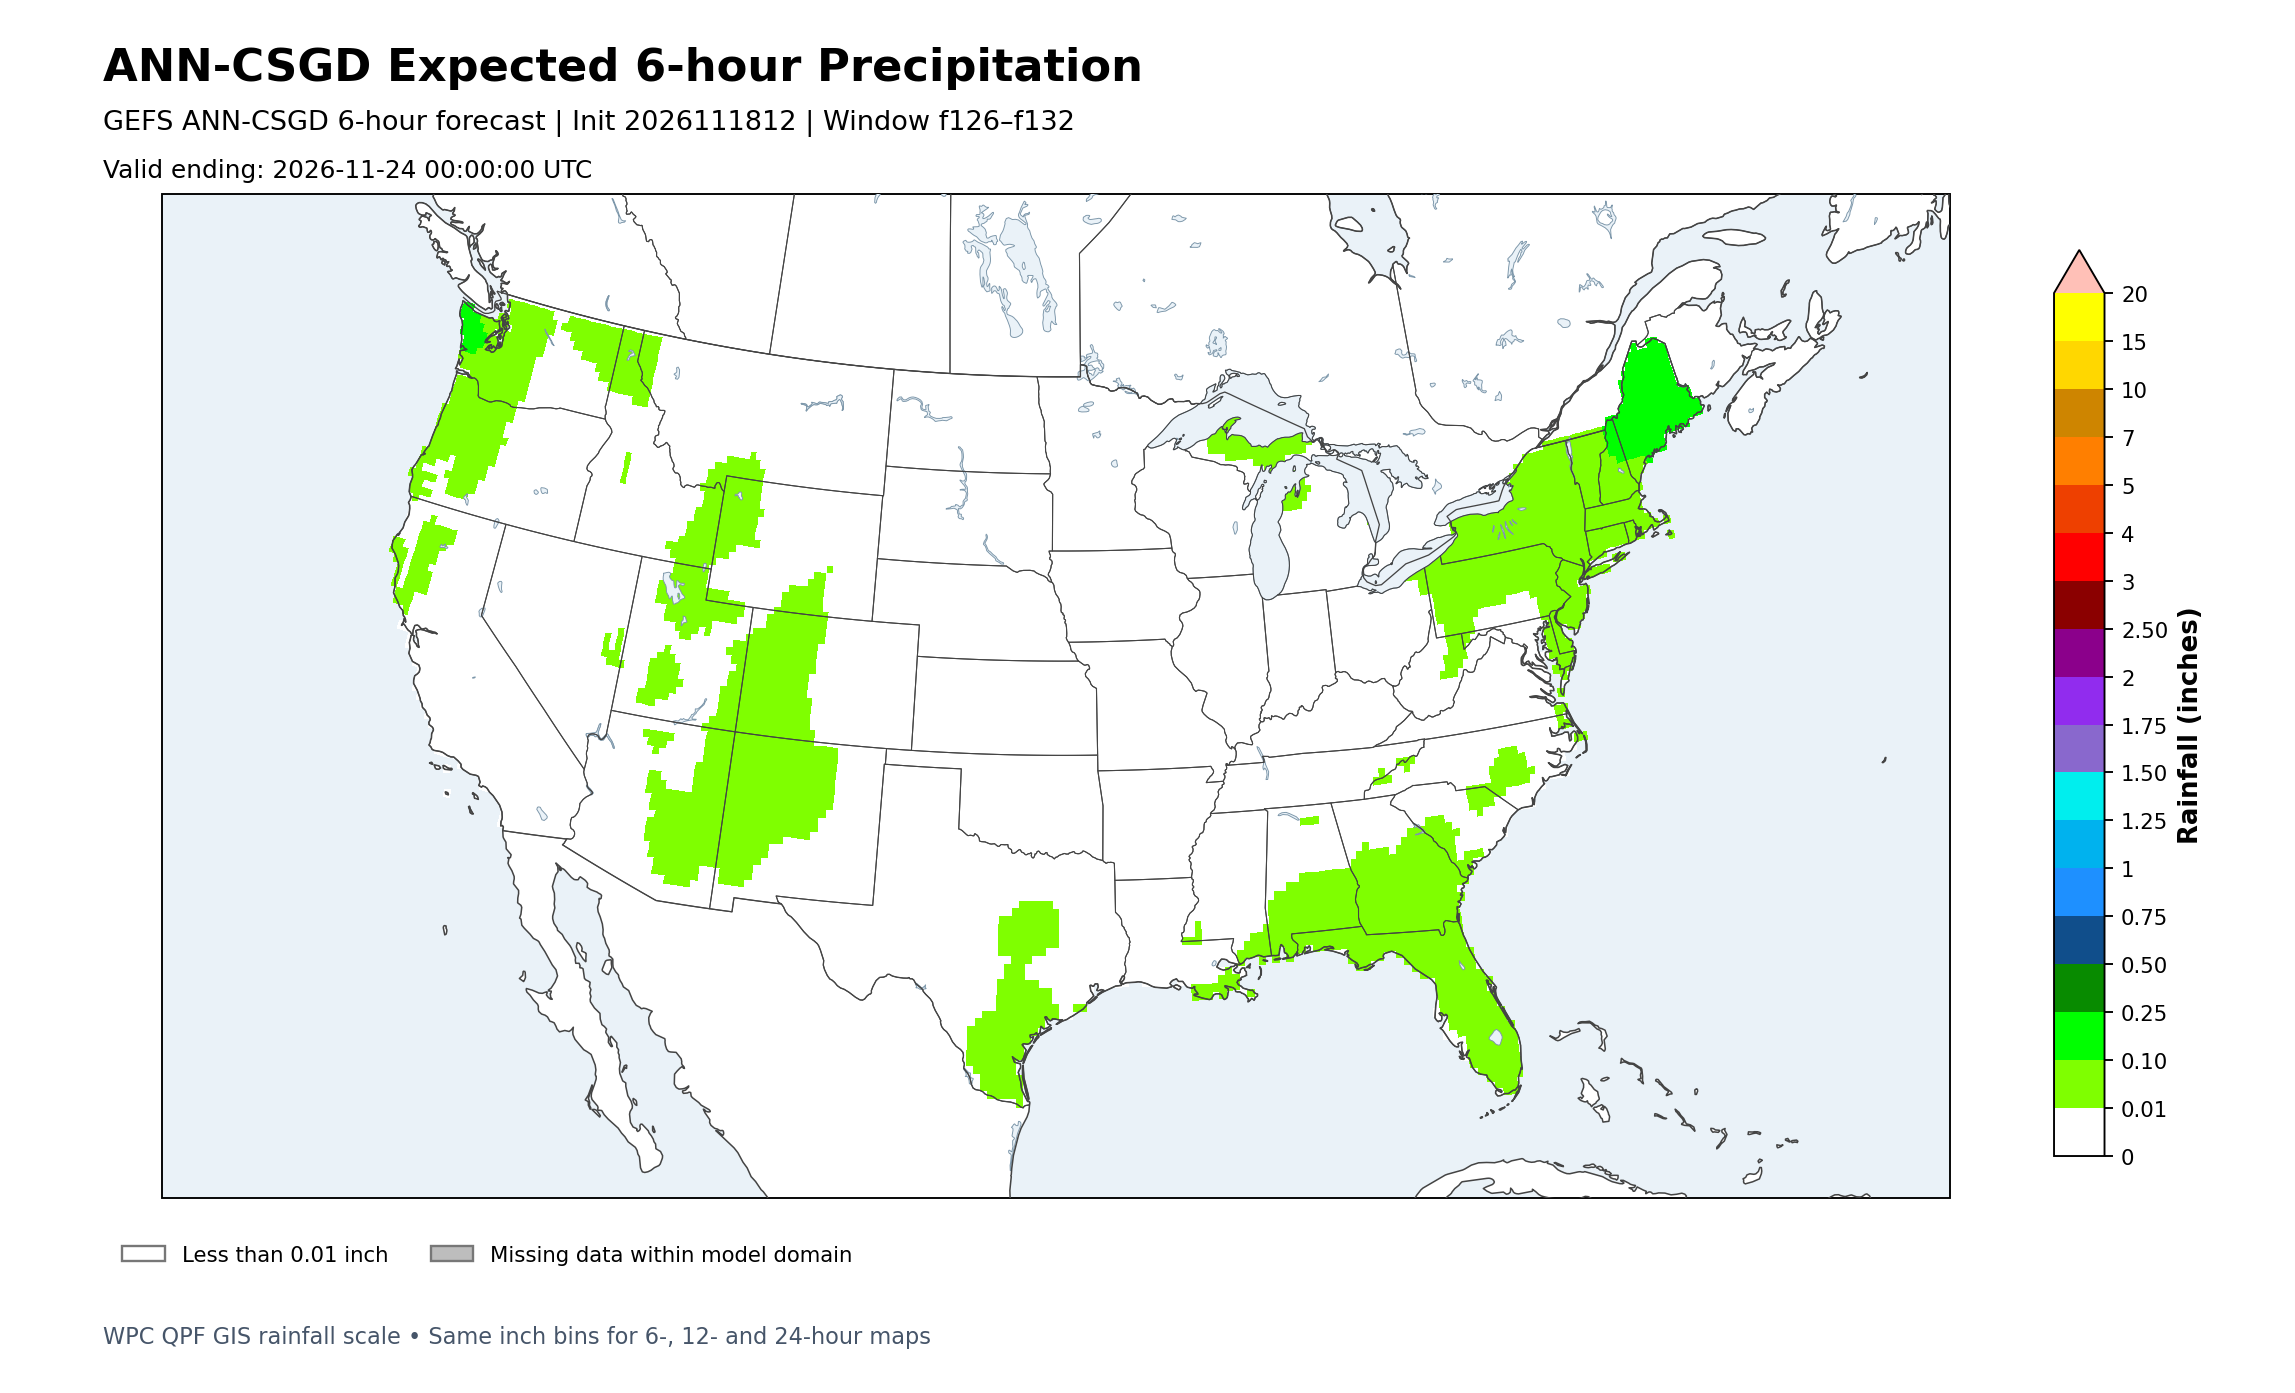 ANN-CSGD Expected 6-hour Precipitation
GEFS ANN-CSGD 6-hour forecast | Init 2026111812 | Window f126–f132
Valid ending: 2026-11-24 00:00:00 UTC
20
15
10
7
5
4
3
2.50
2
1.75
1.50
1.25
1
0.75
0.50
0.25
0.10
0.01
0
Rainfall (inches)
Less than 0.01 inch
Missing data within model domain
WPC QPF GIS rainfall scale • Same inch bins for 6-, 12- and 24-hour maps